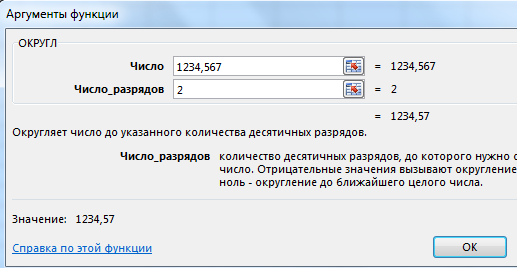 Аргументы функции
ОКРУГЛ
Число 1234,567 = 1234,567
Число_разрядов 2 = 2
= 1234,57
Округляет число до указанного количества десятичных разрядов.
Число_разрядов количество десятичных разрядов, до которого нужно
число. Отрицательные значения вызывают округление
ноль - округление до ближайшего целого числа.
Значение: 1234,57
Справка по этой функции
ОК